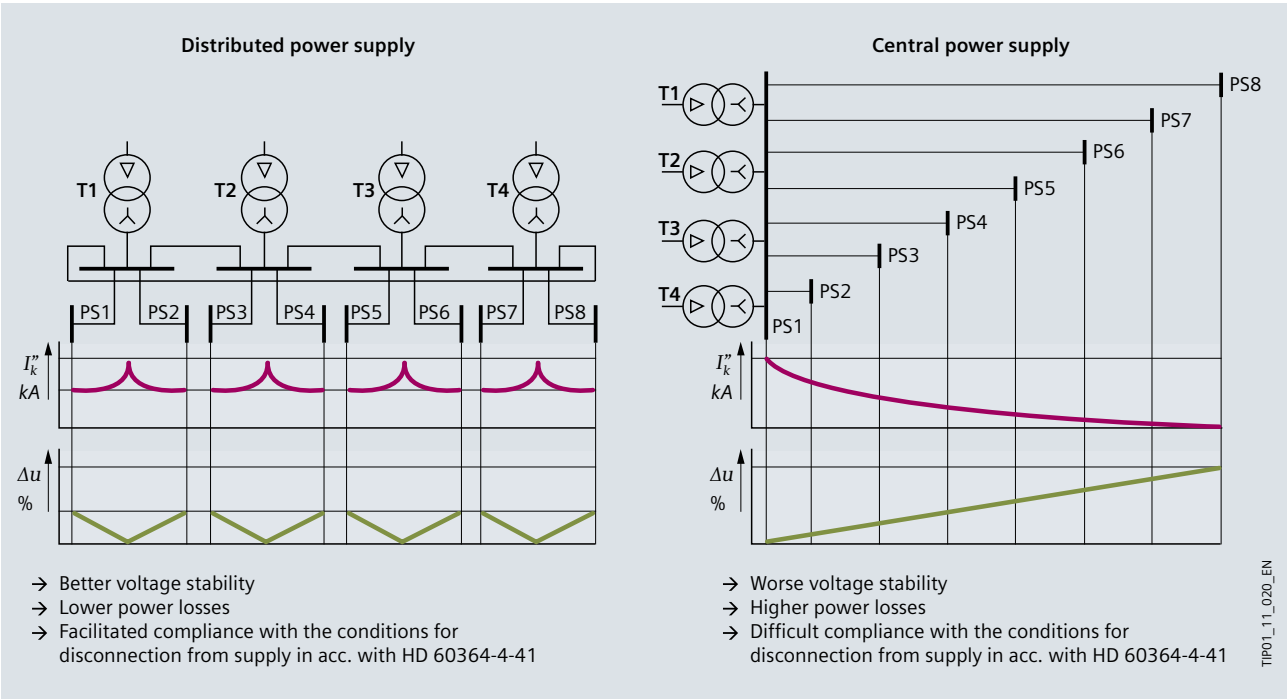 Distributed power supply
T1
T2
T3
T4
PS1
PS2
PS3
PS4
PS5
PS6
PS7
PS8
I″k
kA
Δu
%
→ Better voltage stability
→ Lower power losses
→ Facilitated compliance with the conditions for
disconnection from supply in acc. with HD 60364-4-41
Central power supply
T1
T2
T3
T4
PS8
PS7
PS6
PS5
PS4
PS3
PS2
PS1
I″k
kA
Δu
%
→ Worse voltage stability
→ Higher power losses
→ Difficult compliance with the conditions for
disconnection from supply in acc. with HD 60364-4-41
TIP01_11_020_EN